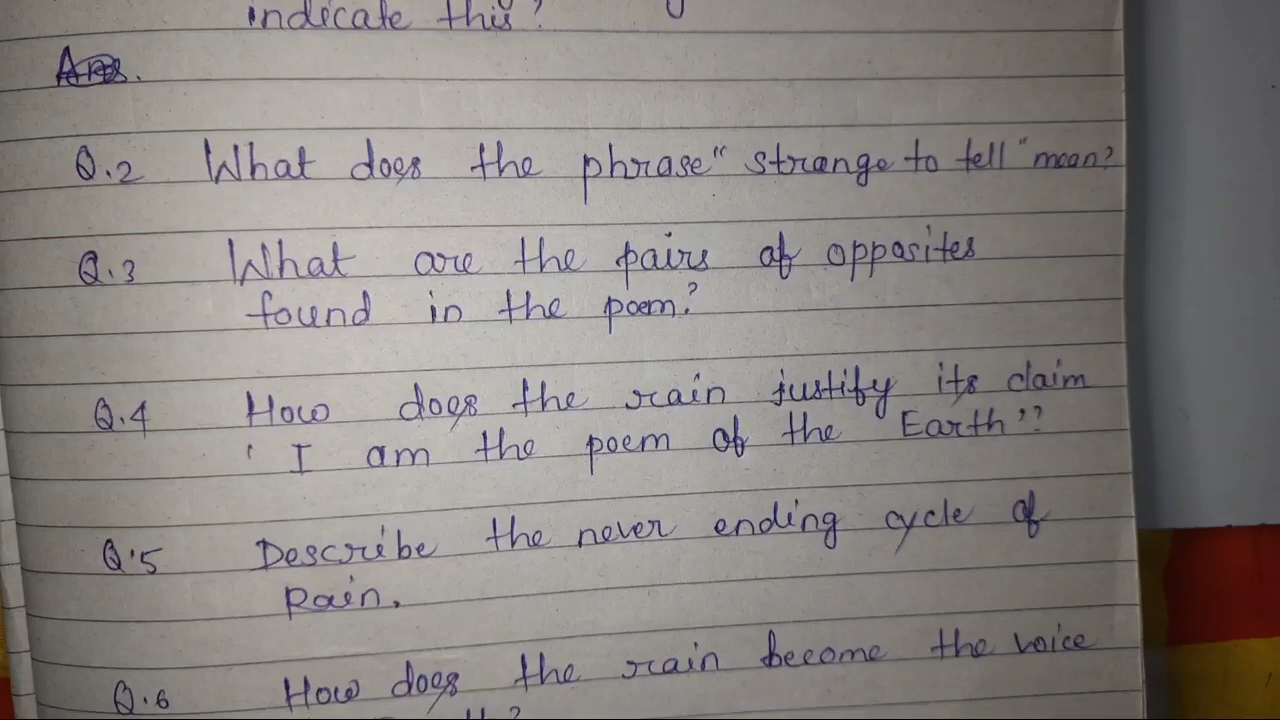 indicate this?
Ans.
Q.2 What does the phrase "strange to tell" mean?
Q.3 What are the pairs of opposites
found in the poem?
Q.4 How does the rain justify its claim
'I am the poem of the Earth'?
Q.5 Describe the never ending cycle of
Rain.
Q.6 How does the rain become the voice